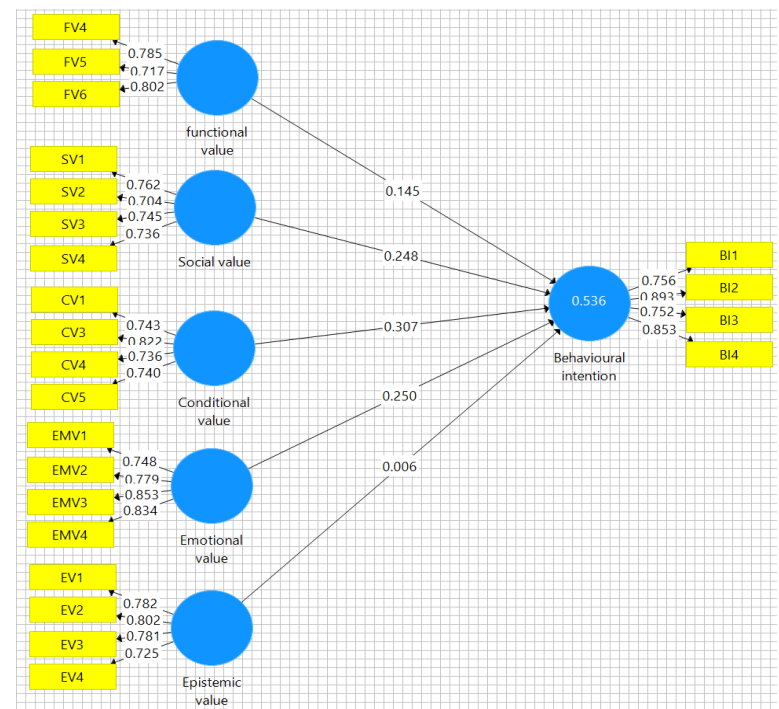 FV4
FV5
FV6
0.785
0.717
0.802
functional
value
SV1
SV2
SV3
SV4
0.762
0.704
0.745
0.736
Social value
CV1
CV3
CV4
CV5
0.743
0.822
0.736
0.740
Conditional
value
EMV1
EMV2
EMV3
EMV4
0.748
0.779
0.853
0.834
Emotional
value
EV1
EV2
EV3
EV4
0.782
0.802
0.781
0.725
Epistemic
value
0.145
0.248
0.307
0.250
0.006
0.536
Behavioural
intention
0.756
0.893
0.752
0.853
BI1
BI2
BI3
BI4